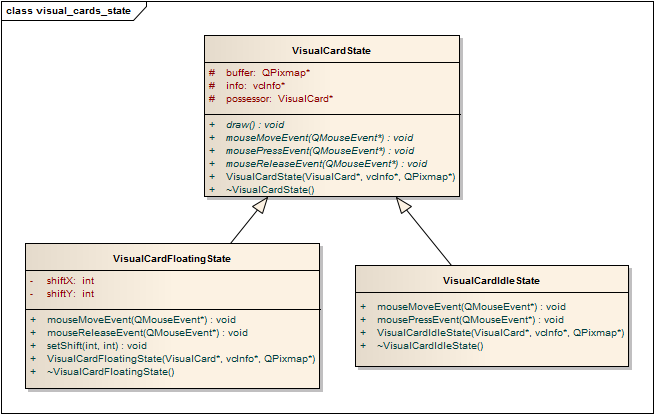 class visual_cards_state
VisualCardState
# buffer: QPixmap*
# info: vcInfo*
# possessor: VisualCard*
+ draw() : void
+ mouseMoveEvent(QMouseEvent*) : void
+ mousePressEvent(QMouseEvent*) : void
+ mouseReleaseEvent(QMouseEvent*) : void
+ VisualCardState(VisualCard*, vcInfo*, QPixmap*)
+ ~VisualCardState()
VisualCardFloatingState
- shiftX: int
- shiftY: int
+ mouseMoveEvent(QMouseEvent*) : void
+ mouseReleaseEvent(QMouseEvent*) : void
+ setShift(int, int) : void
+ VisualCardFloatingState(VisualCard*, vcInfo*, QPixmap*)
+ ~VisualCardFloatingState()
VisualCardIdleState
+ mouseMoveEvent(QMouseEvent*) : void
+ mousePressEvent(QMouseEvent*) : void
+ VisualCardIdleState(VisualCard*, vcInfo*, QPixmap*)
+ ~VisualCardIdleState()